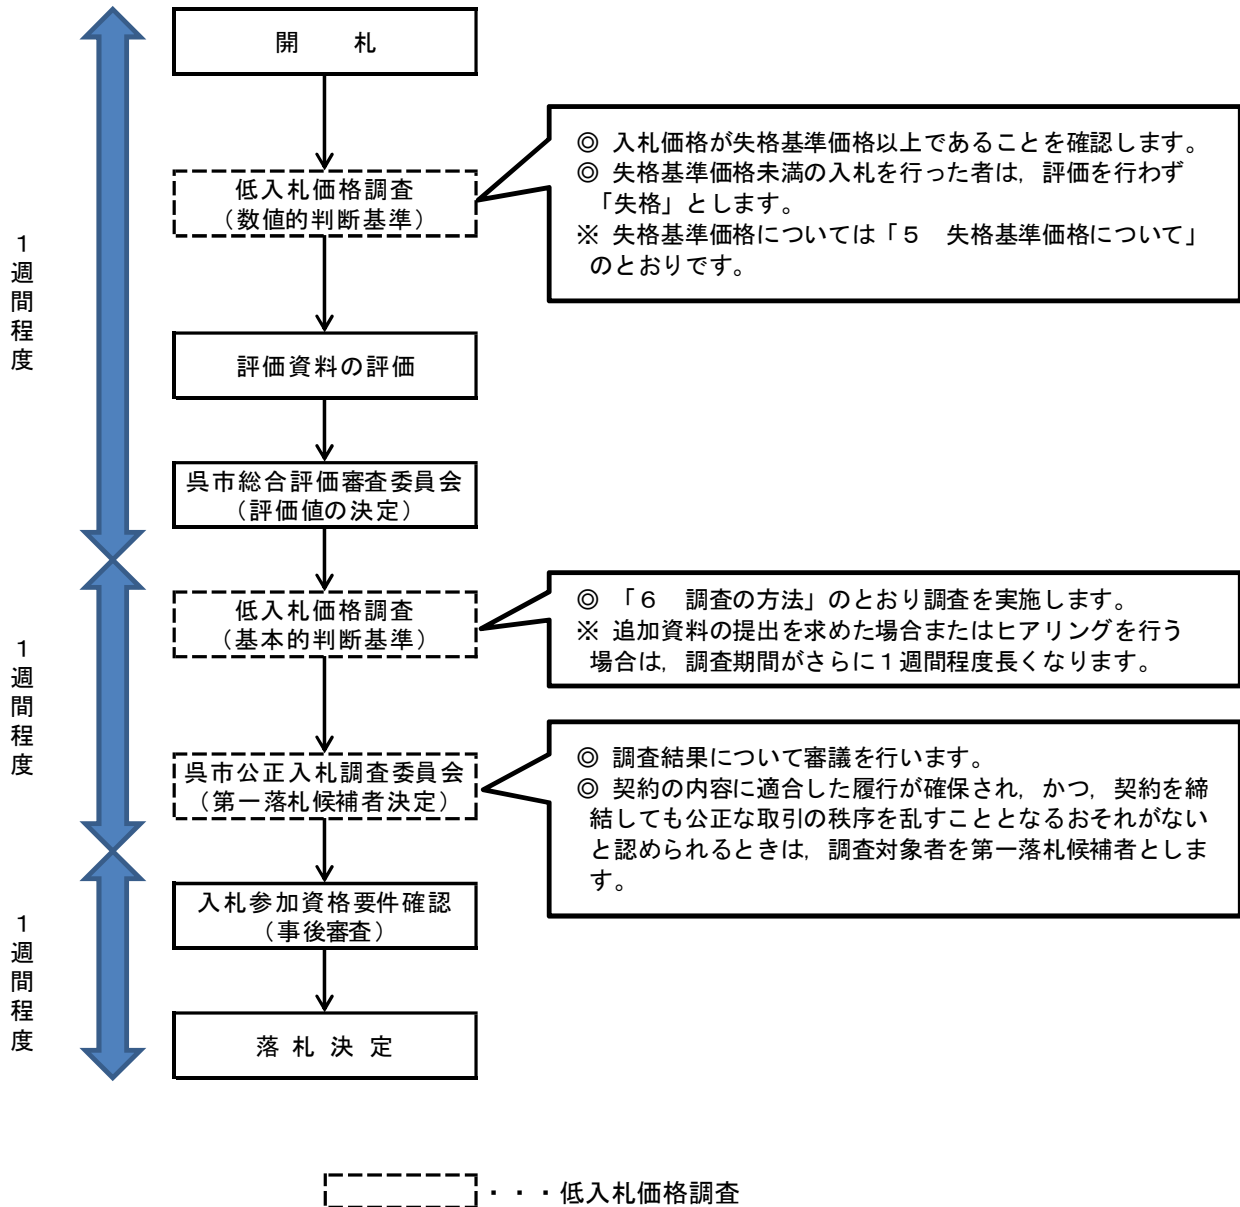 開　　札
◎ 入札価格が失格基準価格以上であることを確認します。
◎ 失格基準価格未満の入札を行った者は，評価を行わず
「失格」とします。
※ 失格基準価格については「５　失格基準価格について」
のとおりです。
低入札価格調査
（数値的判断基準）
１週間程度
評価資料の評価
呉市総合評価審査委員会
（評価値の決定）
低入札価格調査
（基本的判断基準）
◎ 「６　調査の方法」のとおり調査を実施します。
※ 追加資料の提出を求めた場合またはヒアリングを行う
場合は，調査期間がさらに１週間程度長くなります。
１週間程度
呉市公正入札調査委員会
（第一落札候補者決定）
◎ 調査結果について審議を行います。
◎ 契約の内容に適合した履行が確保され，かつ，契約を締
結しても公正な取引の秩序を乱すこととなるおそれがない
と認められるときは，調査対象者を第一落札候補者としま
す。
入札参加資格要件確認
（事後審査）
１週間程度
落 札 決 定
・・・低入札価格調査